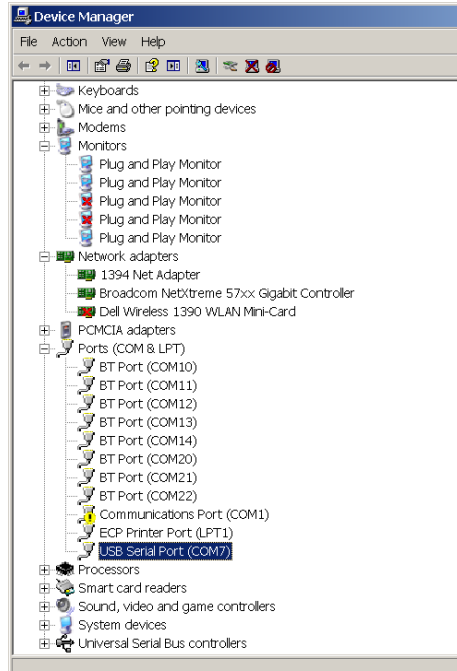 Device Manager
File Action View Help
Keyboards
Mice and other pointing devices
Modems
Monitors
Plug and Play Monitor
Plug and Play Monitor
Plug and Play Monitor
Plug and Play Monitor
Plug and Play Monitor
Network adapters
1394 Net Adapter
Broadcom NetXtreme 57xx Gigabit Controller
Dell Wireless 1390 WLAN Mini-Card
PCMCIA adapters
Ports (COM & LPT)
BT Port (COM10)
BT Port (COM11)
BT Port (COM12)
BT Port (COM13)
BT Port (COM14)
BT Port (COM20)
BT Port (COM21)
BT Port (COM22)
Communications Port (COM1)
ECP Printer Port (LPT1)
USB Serial Port (COM7)
Processors
Smart card readers
Sound, video and game controllers
System devices
Universal Serial Bus controllers